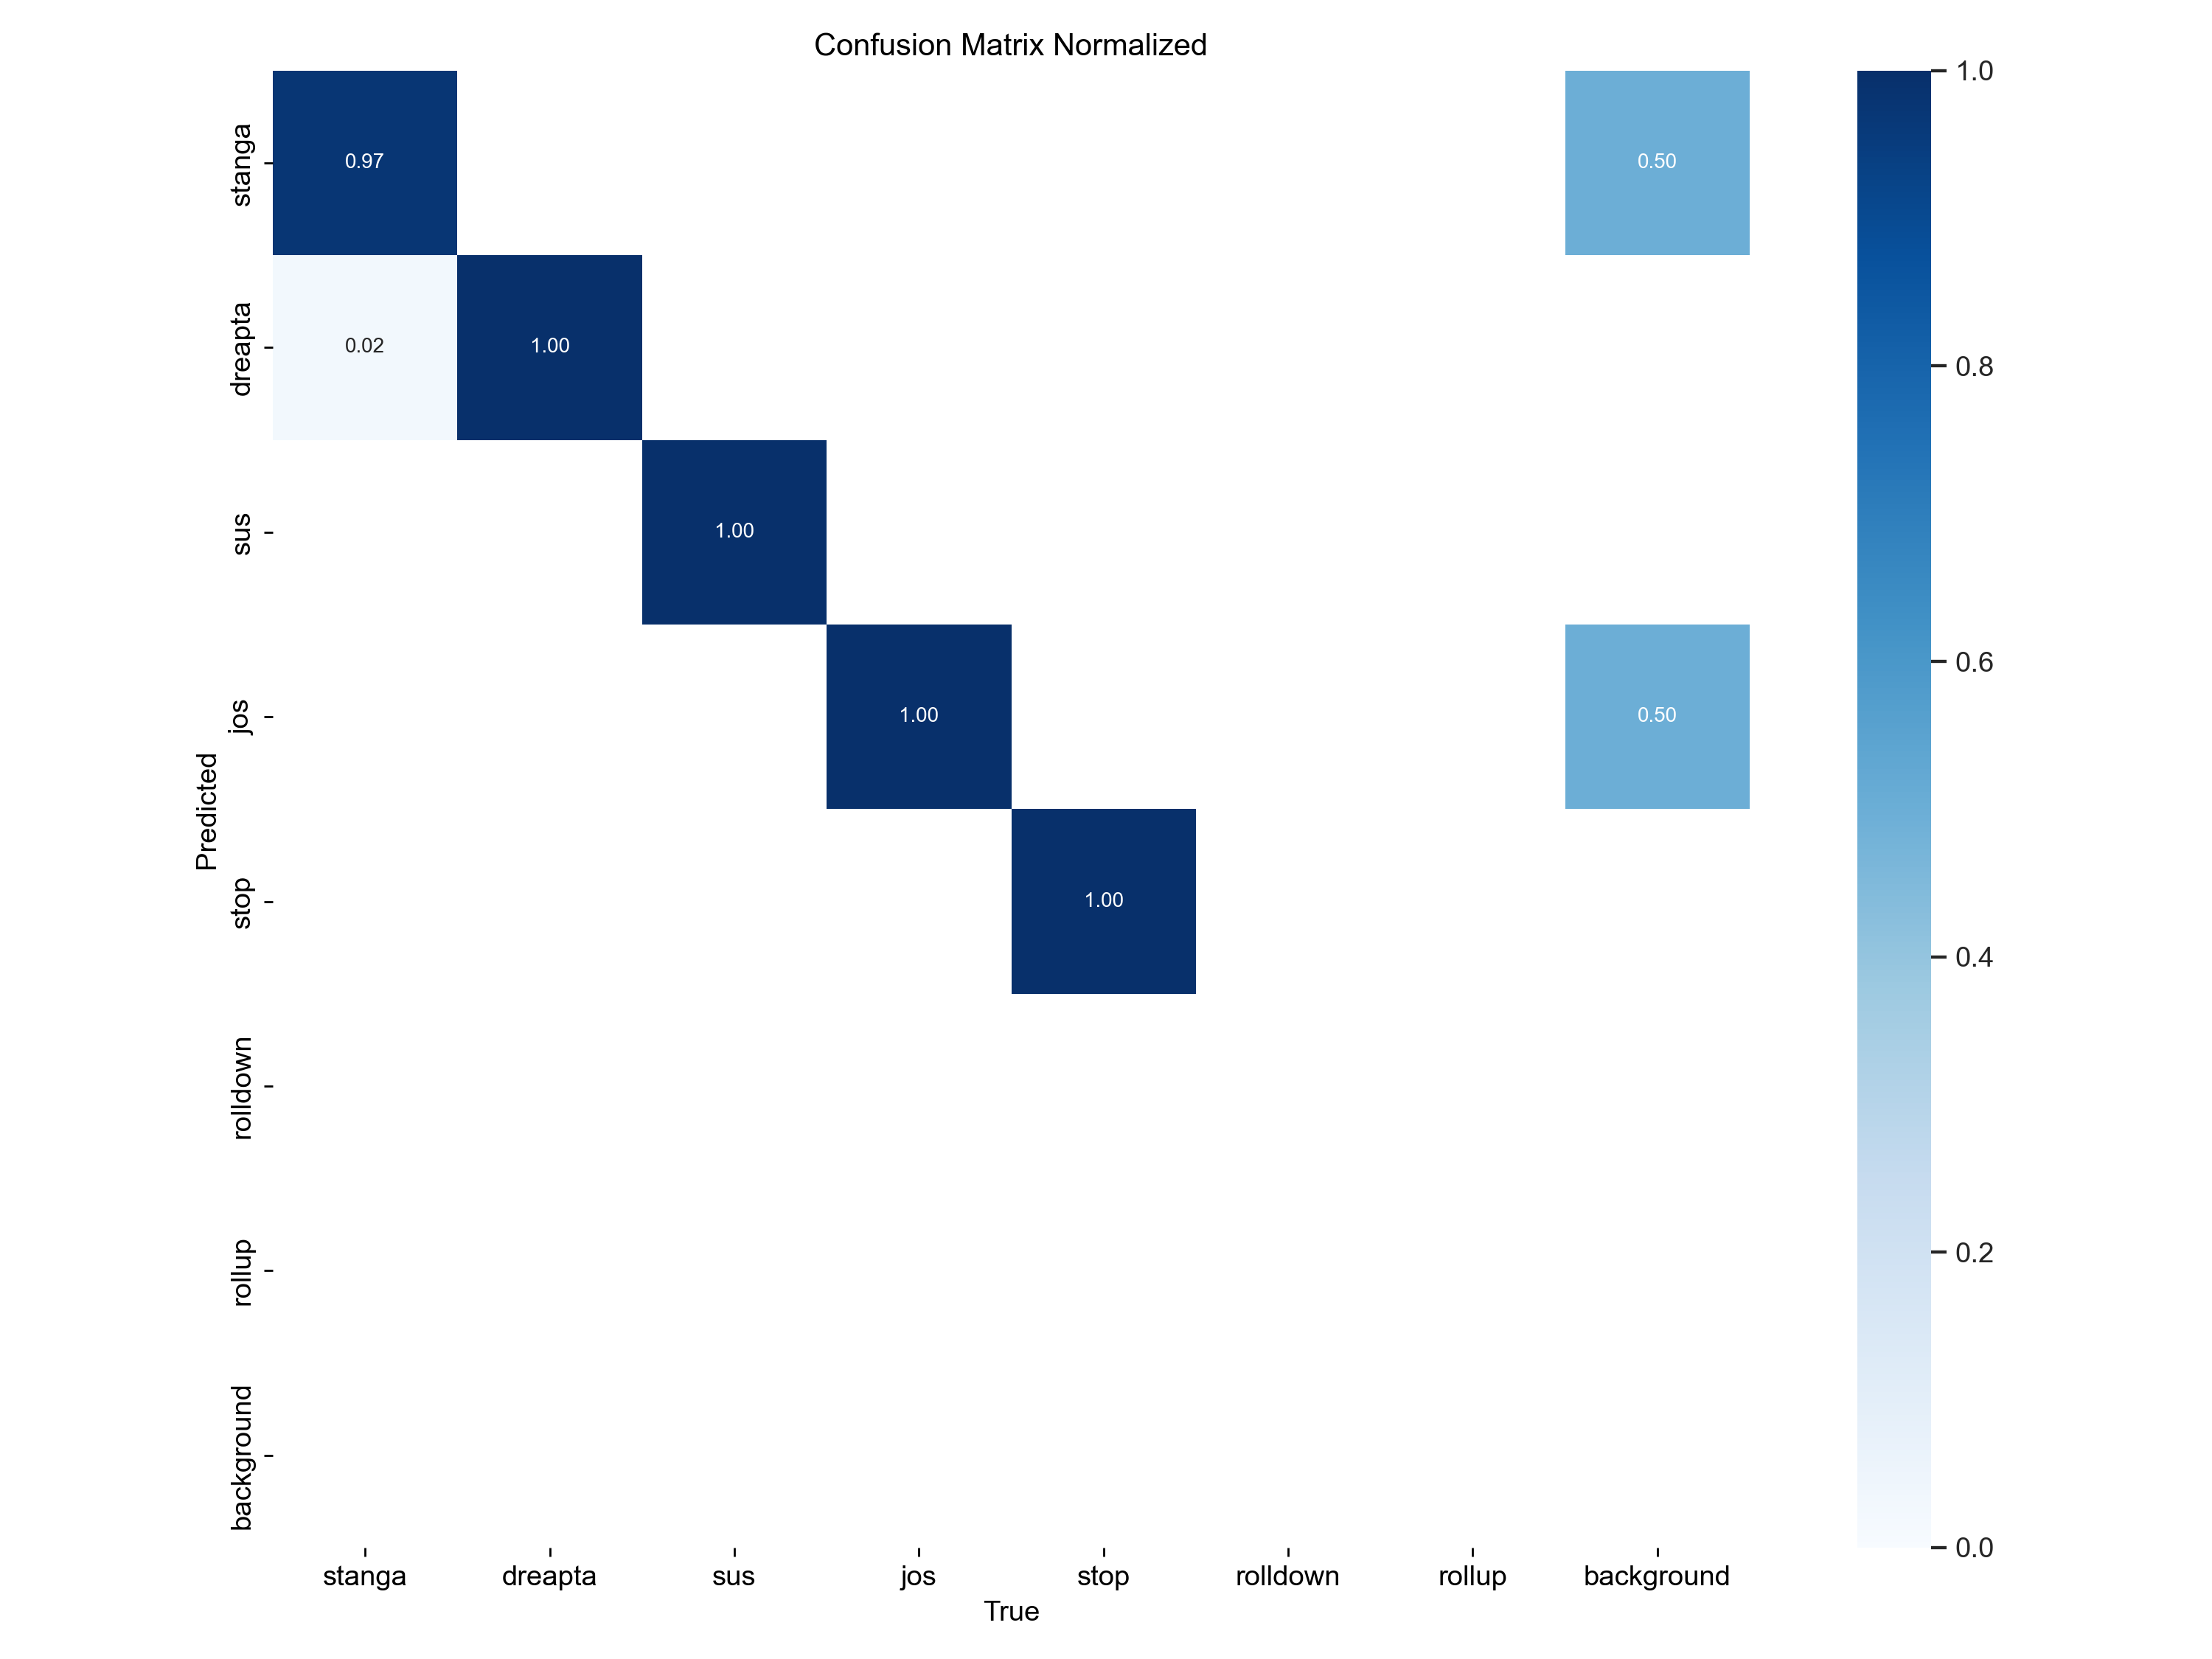 Confusion Matrix Normalized
stanga
0.97
0.50
1.0
dreapta
0.02
1.00
0.8
sus
1.00
0.6
jos
1.00
0.50
Predicted
stop
1.00
0.4
rolldown
rollup
0.2
background
0.0
stanga dreapta sus jos stop rolldown rollup background
True